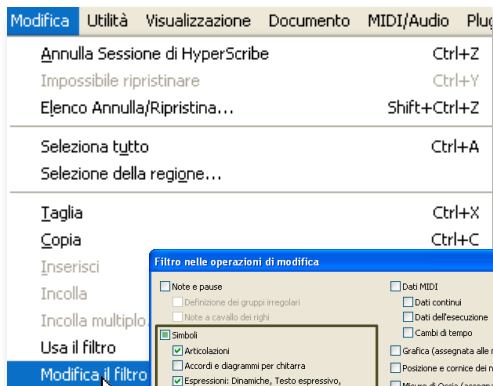 Modifica Utilità Visualizzazione Documento MIDI/Audio
Annulla Sessione di HyperScribe Ctrl+Z
Impossibile ripristinare Ctrl+Y
Elenco Annulla/Ripristina... Shift+Ctrl+Z
Seleziona tutto Ctrl+A
Selezione della regione...
Taglia Ctrl+X
Copia Ctrl+C
Inserisci
Incolla
Incolla multiplo
Usa il filtro
Modifica il filtro
Filtro nelle operazioni di modifica
Note e pause
Definizione dei gruppi irregolari
Note a cavallo dei righi
Simboli
Articolazioni
Accordi e diagrammi per chitarra
Espressioni: Dinamiche, Testo espressivo,
Dati MIDI
Dati continui
Dati dell'esecuzione
Cambi di tempo
Grafica (assegnata alle
Posizione e cornice dei